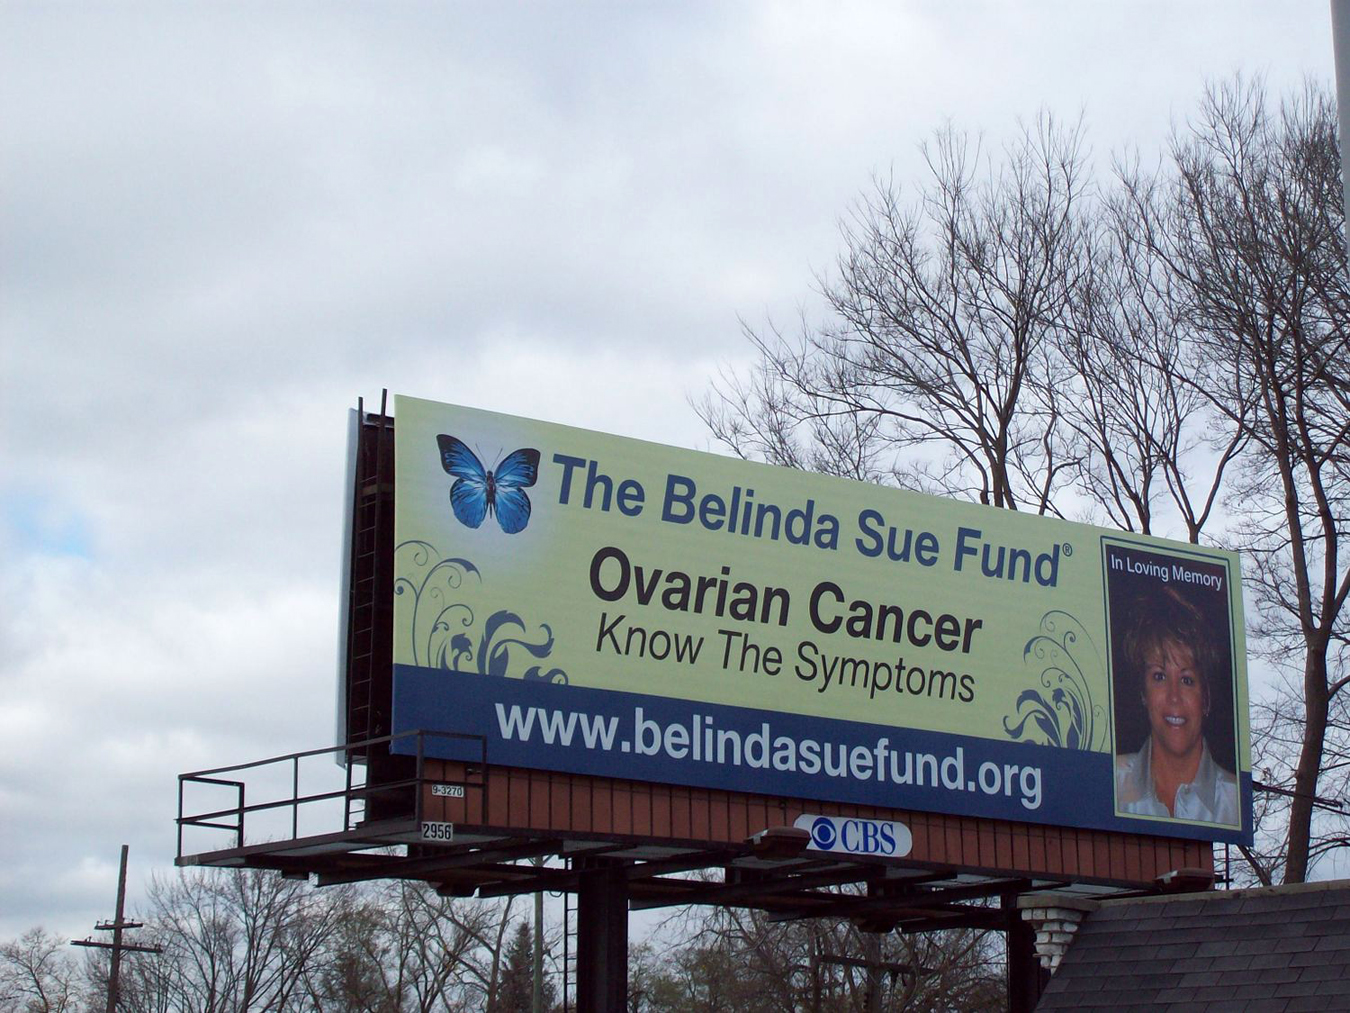 The Belinda Sue Fund®
Ovarian Cancer
Know The Symptoms
www.belindasuefund.org
In Loving Memory
9-3270
2956
CBS